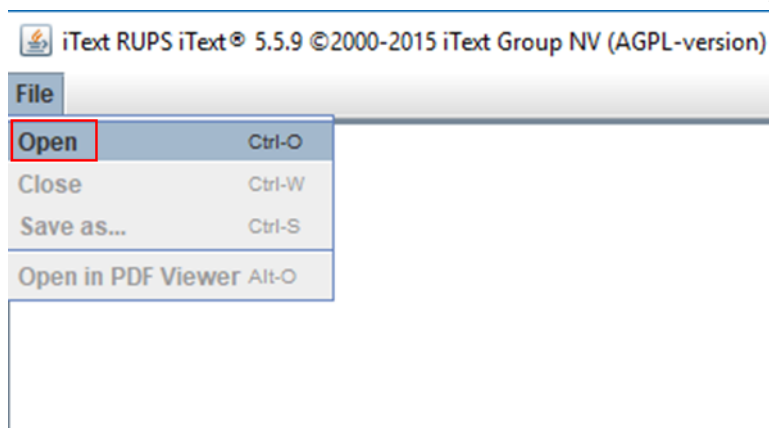 iText RUPS iText® 5.5.9 ©2000-2015 iText Group NV (AGPL-version)
File
Open Ctrl-O
Close Ctrl-W
Save as... Ctrl-S
Open in PDF Viewer Alt-O